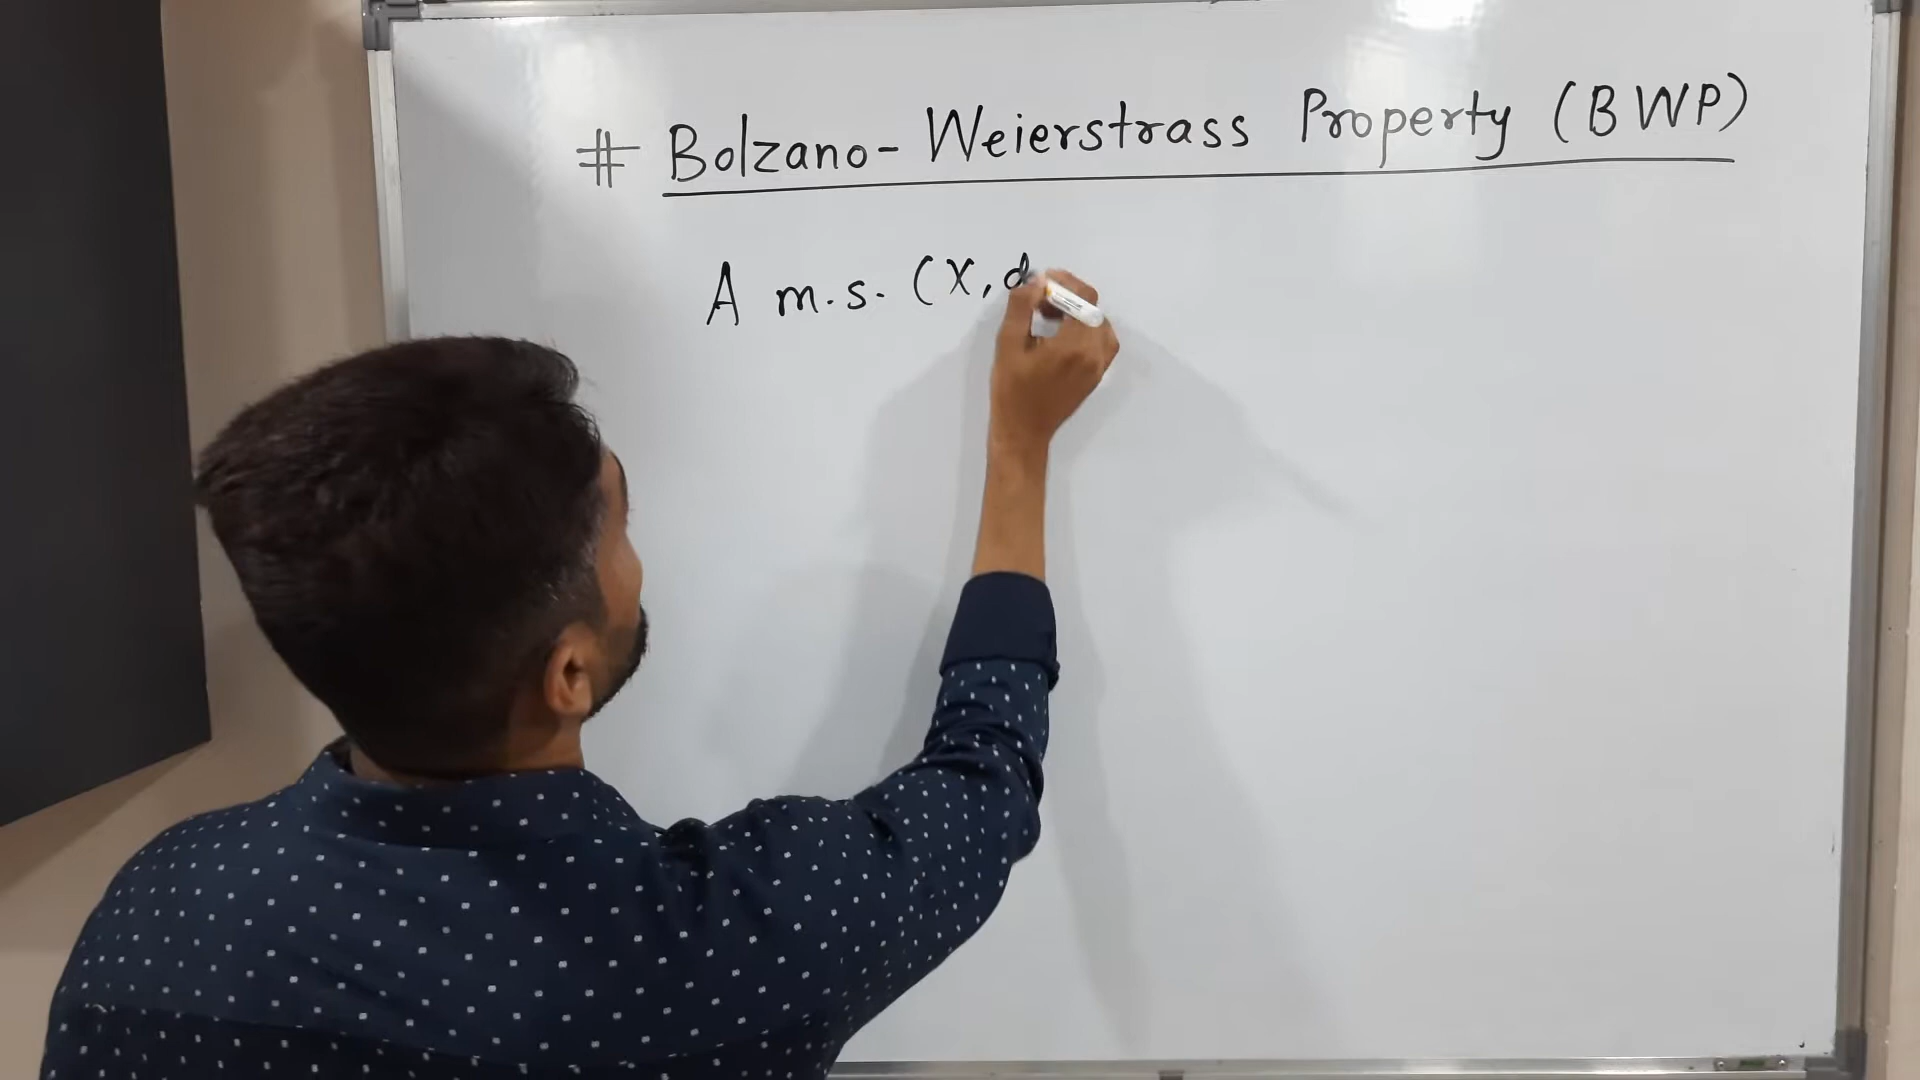 # Bolzano-Weierstrass Property (BWP)
A m.s. (X, d